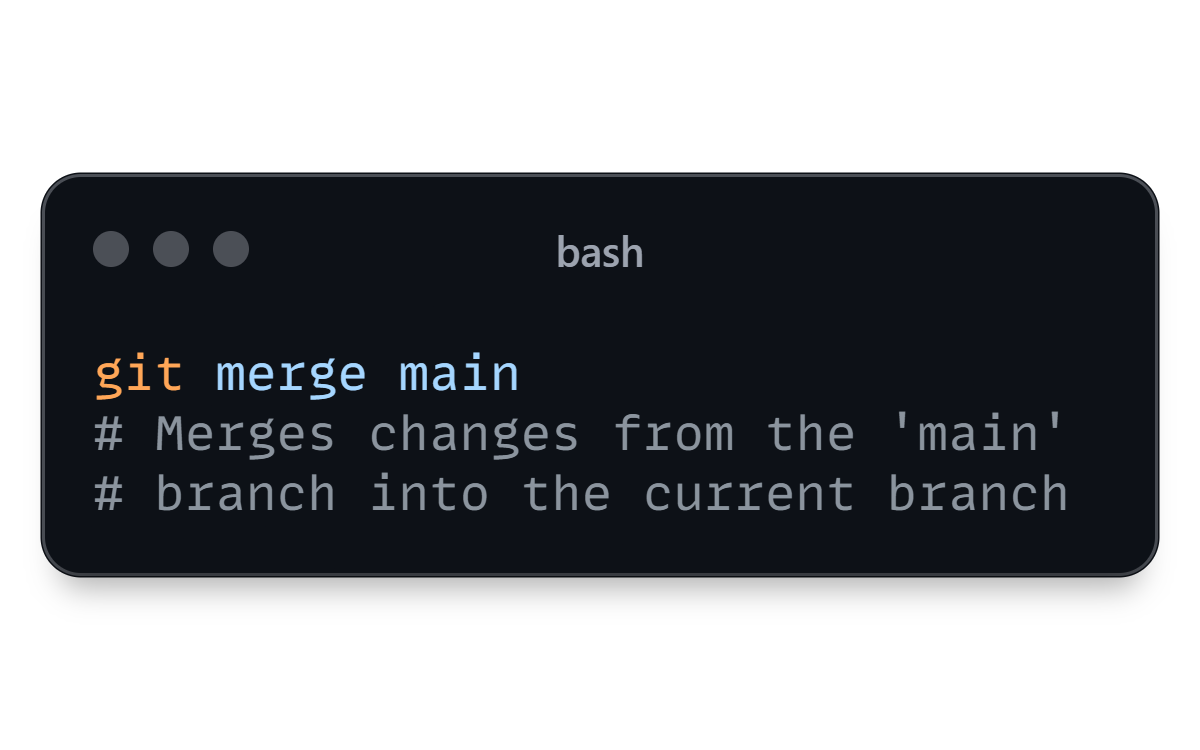 bash
git merge main
# Merges changes from the 'main'
# branch into the current branch